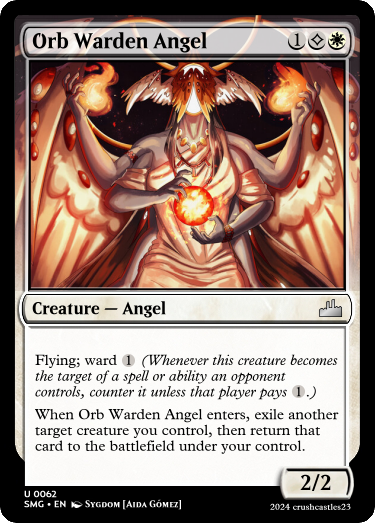 Orb Warden Angel 1
Creature — Angel
Flying; ward 1 (Whenever this creature becomes
the target of a spell or ability an opponent
controls, counter it unless that player pays 1.)
When Orb Warden Angel enters, exile another
target creature you control, then return that
card to the battlefield under your control.
2/2
U 0062
SMG • EN Sygdom [Aida Gómez]
2024 crushcastles23